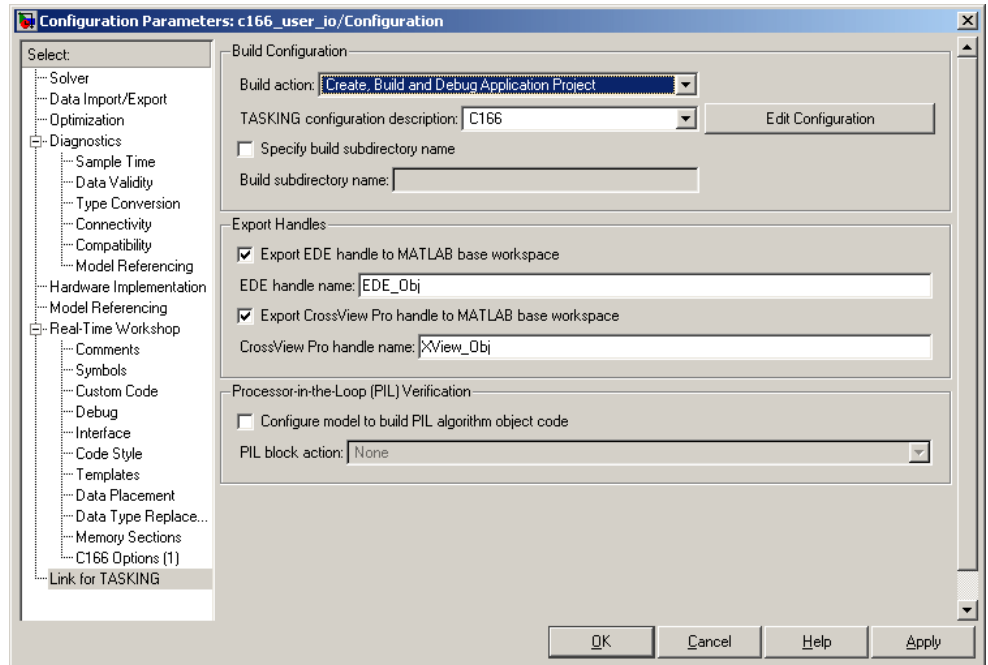 Configuration Parameters: c166_user_io/Configuration
Select:
Solver
Data Import/Export
Optimization
Diagnostics
Sample Time
Data Validity
Type Conversion
Connectivity
Compatibility
Model Referencing
Hardware Implementation
Model Referencing
Real-Time Workshop
Comments
Symbols
Custom Code
Debug
Interface
Code Style
Templates
Data Placement
Data Type Replace...
Memory Sections
C166 Options (1)
Link for TASKING
Build Configuration
Build action: Create, Build and Debug Application Project
TASKING configuration description: C166 Edit Configuration
Specify build subdirectory name
Build subdirectory name:
Export Handles
Export EDE handle to MATLAB base workspace
EDE handle name: EDE_Obj
Export CrossView Pro handle to MATLAB base workspace
CrossView Pro handle name: XView_Obj
Processor-in-the-Loop (PIL) Verification
Configure model to build PIL algorithm object code
PIL block action: None
OK Cancel Help Apply